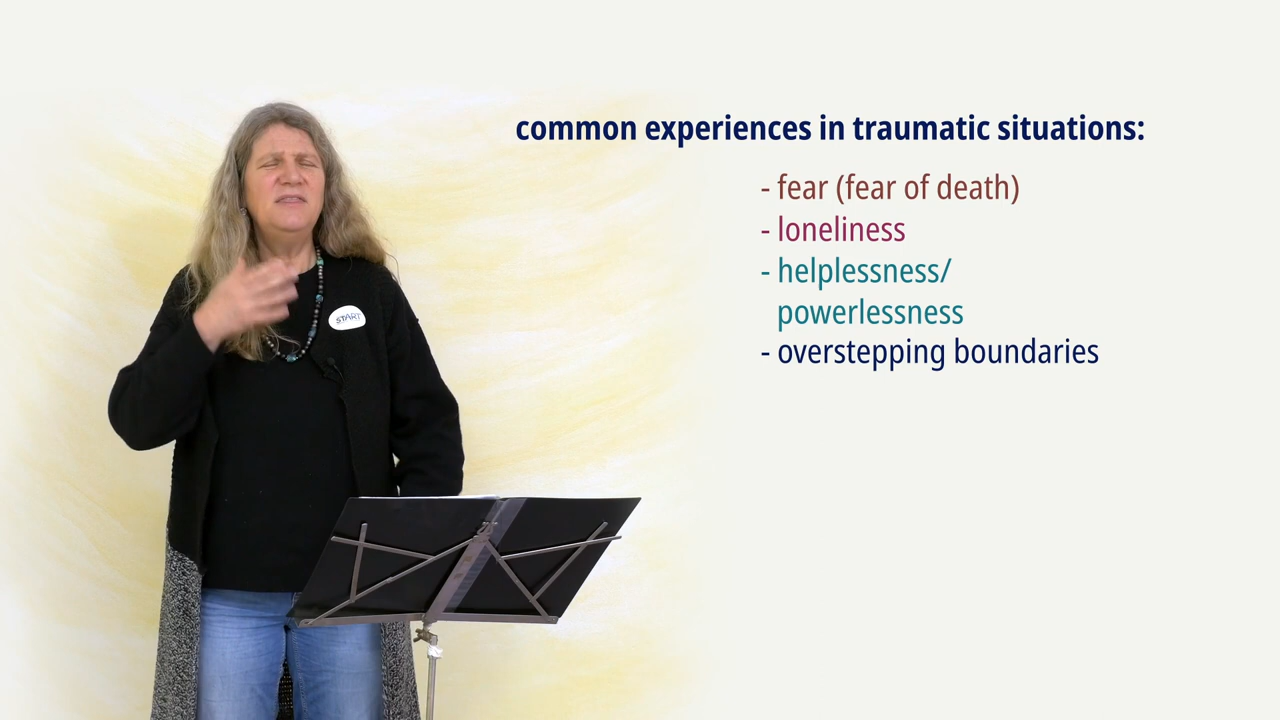 common experiences in traumatic situations:
- fear (fear of death)
- loneliness
- helplessness/
powerlessness
- overstepping boundaries
START